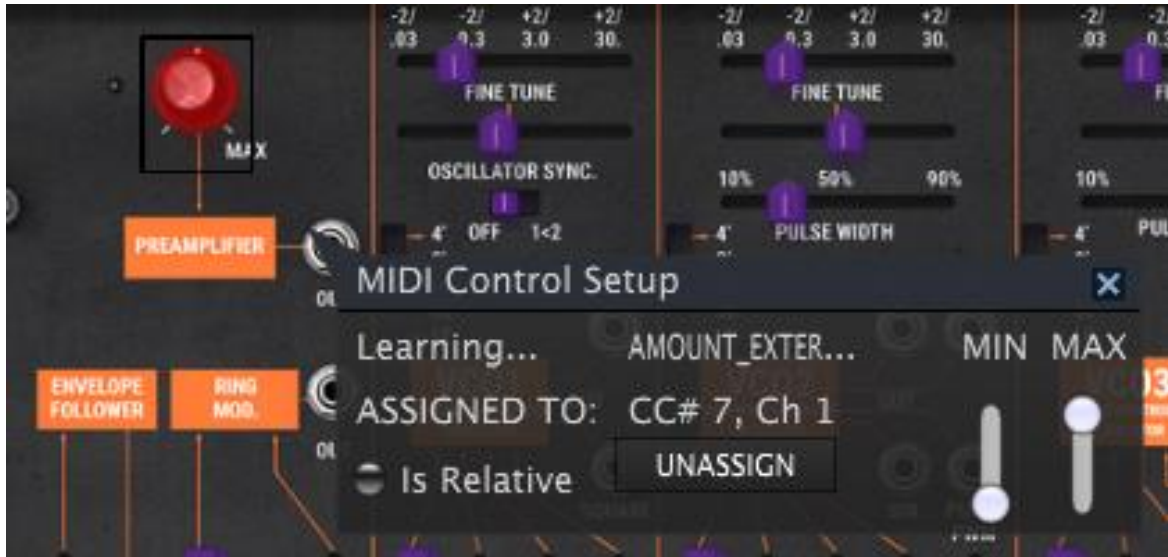 -2/ -2/ +2/ +2/
.03 0.3 3.0 30.
-2/ -2/ +2/ +2/
.03 0.3 3.0 30.
-2/
.03
FINE TUNE
FINE TUNE
MAX
OSCILLATOR SYNC.
OFF 1<2
10% 50% 90%
PULSE WIDTH
10%
4'
4'
4'
PREAMPLIFIER
MIDI Control Setup
Learning... AMOUNT_EXTER... MIN MAX
ASSIGNED TO: CC# 7, Ch 1
Is Relative UNASSIGN
ENVELOPE
FOLLOWER
RING
MOD.